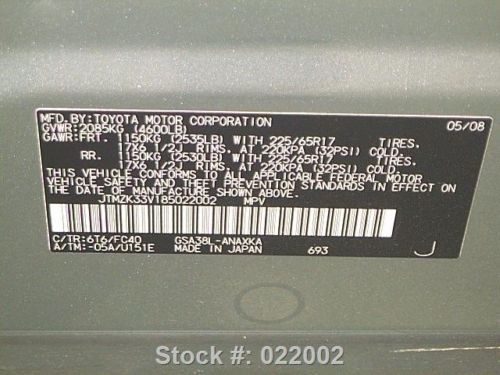 MFD.BY:TOYOTA MOTOR CORPORATION 05/08
GVWR:2085KG (4600LB)
GAWR:FRT. 1150KG (2535LB) WITH 225/65R17 TIRES,
17X6 1/2J RIMS, AT 220KPA (32PSI) COLD
RR. 1150KG (2530LB) WITH 225/65R17 TIRES,
17X6 1/2J RIMS, AT 220KPA (32PSI) COLD
THIS VEHICLE CONFORMS TO ALL APPLICABLE FEDERAL MOTOR
VEHICLE SAFETY AND THEFT PREVENTION STANDARDS IN EFFECT ON
THE DATE OF MANUFACTURE SHOWN ABOVE.
JTMZK33V185022002 MPV
C/TR:6T6/FC40 GSA38L-ANAXKA
A/TM:-05A/U151E MADE IN JAPAN 693 J
Stock #: 022002